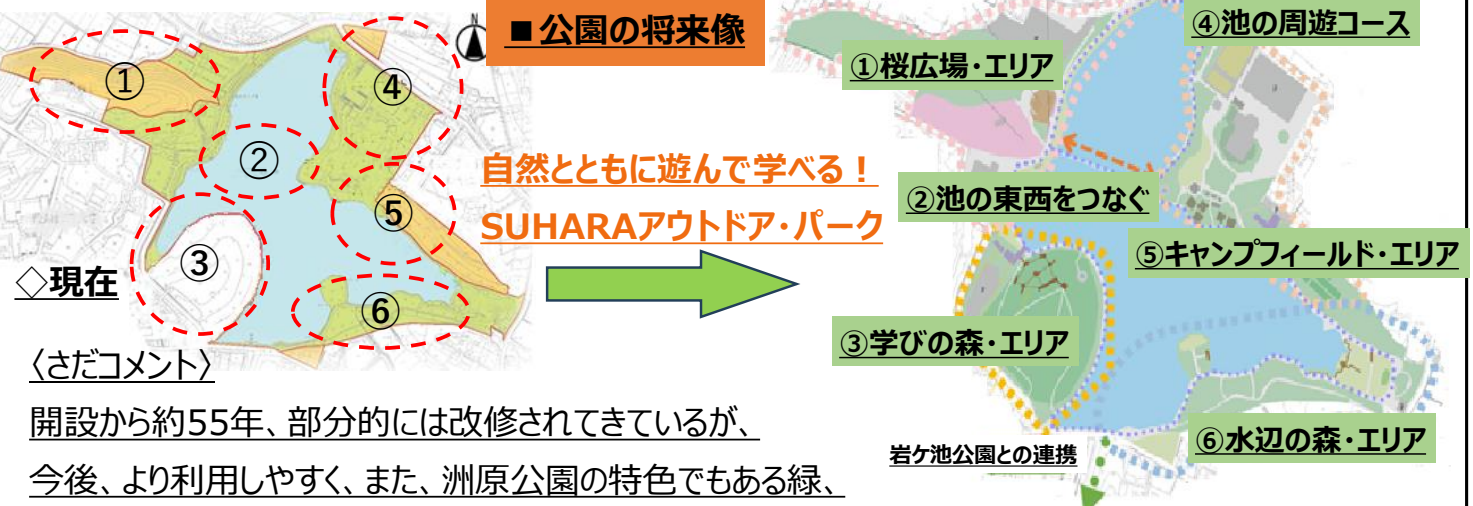 ■公園の将来像
N
①
②
③
④
⑤
⑥
◇現在
自然とともに遊んで学べる！
SUHARAアウトドア・パーク
①桜広場・エリア
④池の周遊コース
②池の東西をつなぐ
⑤キャンプフィールド・エリア
③学びの森・エリア
⑥水辺の森・エリア
岩ケ池公園との連携
〈さだコメント〉
開設から約55年、部分的には改修されてきているが、
今後、より利用しやすく、また、洲原公園の特色でもある緑、